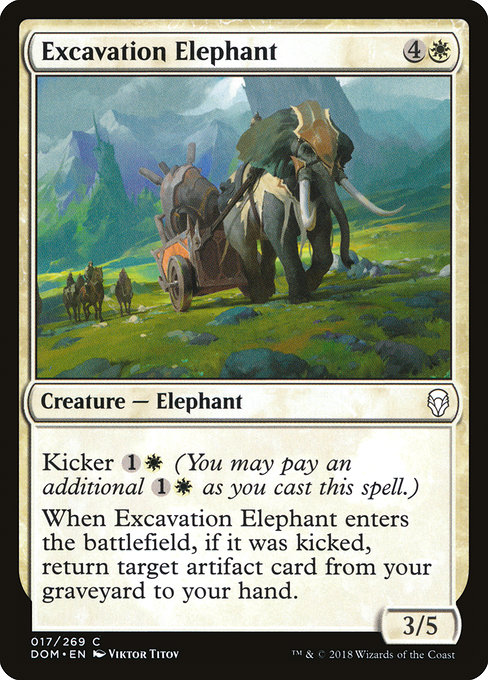 Excavation Elephant 4
Creature — Elephant
Kicker 1 (You may pay an
additional 1 as you cast this spell.)
When Excavation Elephant enters
the battlefield, if it was kicked,
return target artifact card from your
graveyard to your hand.
3/5
017/269 C
DOM • EN Viktor Titov
™ & © 2018 Wizards of the Coast